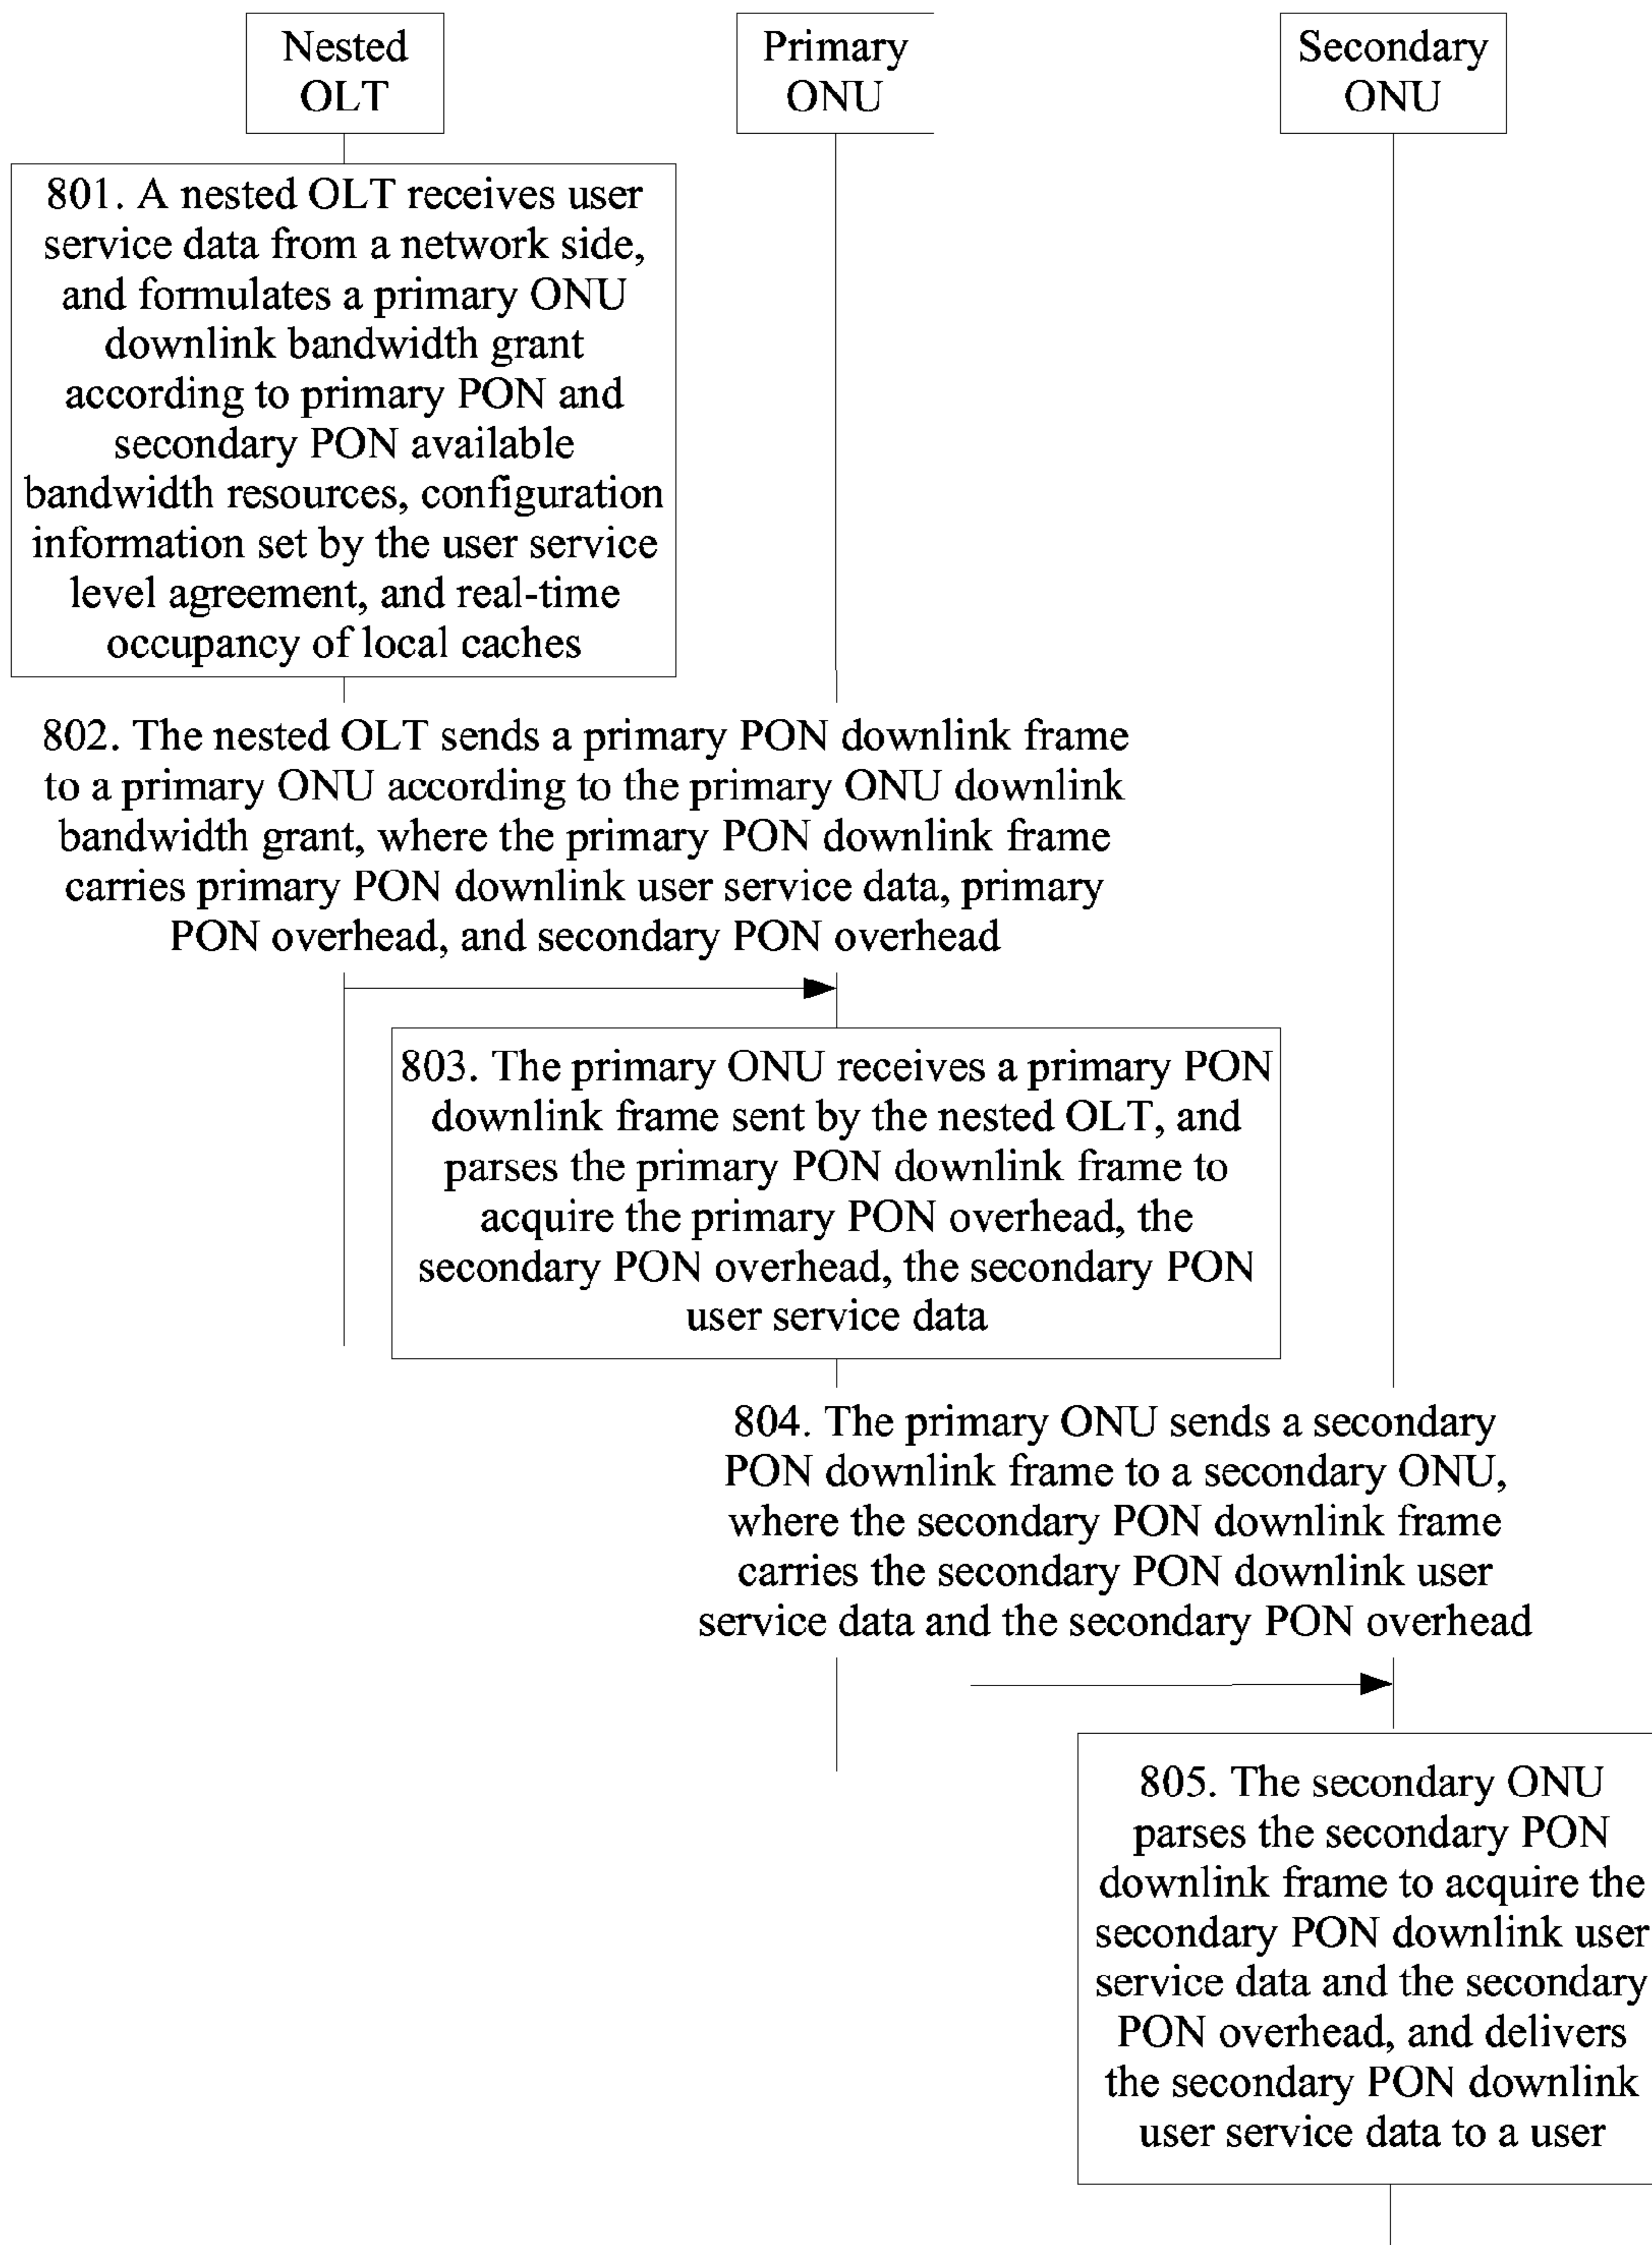 Nested
OLT
Primary
ONU
Secondary
ONU
801. A nested OLT receives user
service data from a network side,
and formulates a primary ONU
downlink bandwidth grant
according to primary PON and
secondary PON available
bandwidth resources, configuration
information set by the user service
level agreement, and real-time
occupancy of local caches
802. The nested OLT sends a primary PON downlink frame
to a primary ONU according to the primary ONU downlink
bandwidth grant, where the primary PON downlink frame
carries primary PON downlink user service data, primary
PON overhead, and secondary PON overhead
803. The primary ONU receives a primary PON
downlink frame sent by the nested OLT, and
parses the primary PON downlink frame to
acquire the primary PON overhead, the
secondary PON overhead, the secondary PON
user service data
804. The primary ONU sends a secondary
PON downlink frame to a secondary ONU,
where the secondary PON downlink frame
carries the secondary PON downlink user
service data and the secondary PON overhead
805. The secondary ONU
parses the secondary PON
downlink frame to acquire the
secondary PON downlink user
service data and the secondary
PON overhead, and delivers
the secondary PON downlink
user service data to a user